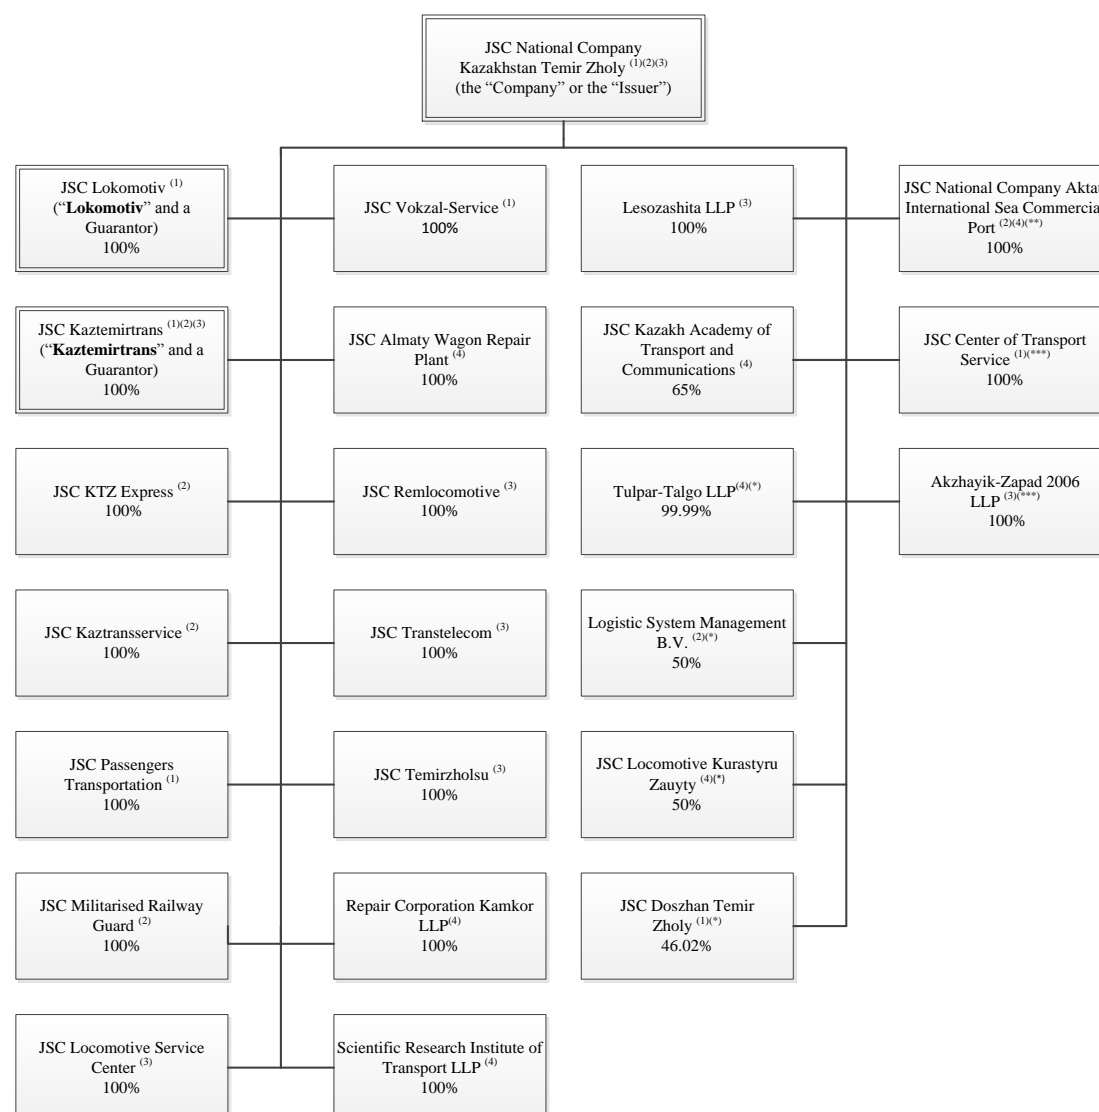 JSC National Company
Kazakhstan Temir Zholy (1)(2)(3)
(the “Company” or the “Issuer”)
JSC Lokomotiv (1)
(“Lokomotiv” and a
Guarantor)
100%
JSC Vokzal-Service (1)
100%
Lesozashita LLP (3)
100%
JSC National Company
International Sea
Port (2)(4)(**)
100%
JSC Kaztemirtrans (1)(2)(3)
(“Kaztemirtrans” and a
Guarantor)
100%
JSC Almaty Wagon Repair
Plant (4)
100%
JSC Kazakh Academy of
Transport and
Communications (4)
65%
JSC Center of Transport
Service (1)(***)
100%
JSC KTZ Express (2)
100%
JSC Remlocomotive (3)
100%
Tulpar-Talgo LLP(4)(*)
99.99%
Akzhayik-Zapad 2006
LLP (3)(***)
100%
JSC Kaztransservice (2)
100%
JSC Transtelecom (3)
100%
Logistic System Management
B.V. (2)(*)
50%
JSC Passengers
Transportation (1)
100%
JSC Temirzholsu (3)
100%
JSC Locomotive Kurastyru
Zauyty (4)(*)
50%
JSC Militarised Railway
Guard (2)
100%
Repair Corporation Kamkor
LLP(4)
100%
JSC Doszhan Temir
Zholy (1)(*)
46.02%
JSC Locomotive Service
Center (3)
100%
Scientific Research Institute of
Transport LLP (4)
100%